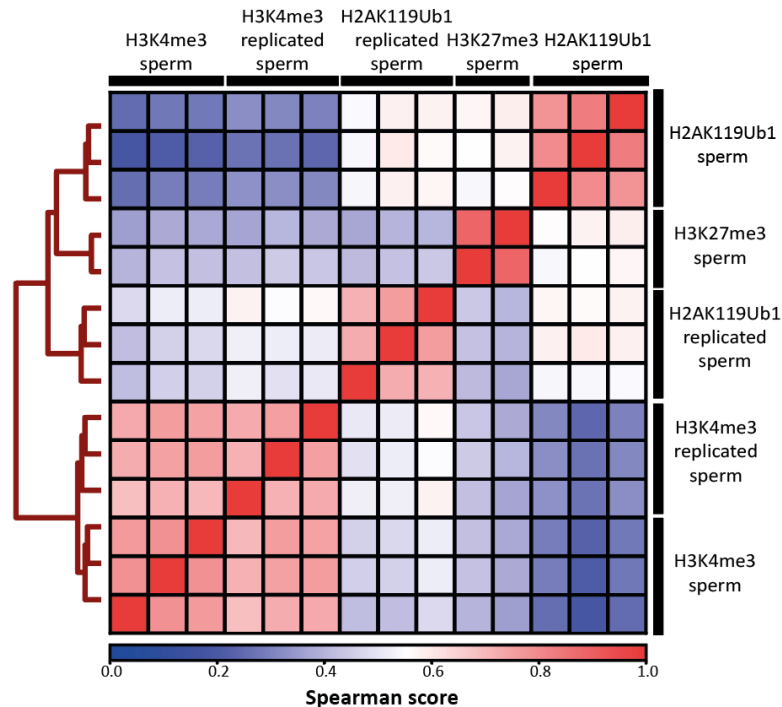 H3K4me3
sperm
H3K4me3
replicated
sperm
H2AK119Ub1
replicated
sperm
H3K27me3
sperm
H2AK119Ub1
sperm
H2AK119Ub1
sperm
H3K27me3
sperm
H2AK119Ub1
replicated
sperm
H3K4me3
replicated
sperm
H3K4me3
sperm
0.0 0.2 0.4 0.6 0.8 1.0
Spearman score